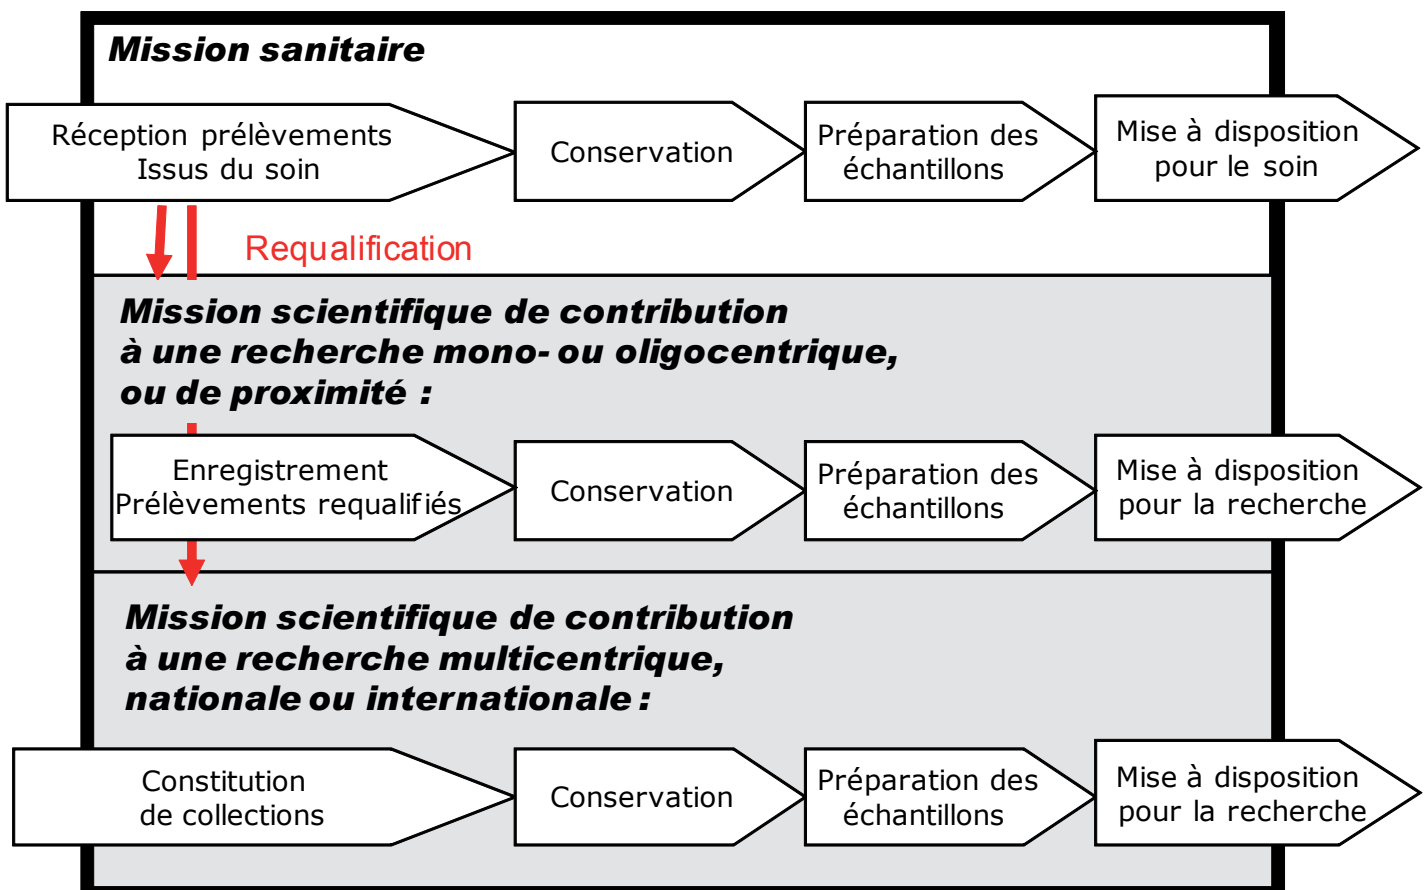 Mission sanitaire
Réception prélèvements
Issus du soin
Conservation
Préparation des
échantillons
Mise à disposition
pour le soin
Requalification
Mission scientifique de contribution
à une recherche mono- ou oligocentrique,
ou de proximité :
Enregistrement
Prélèvements requalifiés
Conservation
Préparation des
échantillons
Mise à disposition
pour la recherche
Mission scientifique de contribution
à une recherche multicentrique,
nationale ou internationale :
Constitution
de collections
Conservation
Préparation des
échantillons
Mise à disposition
pour la recherche